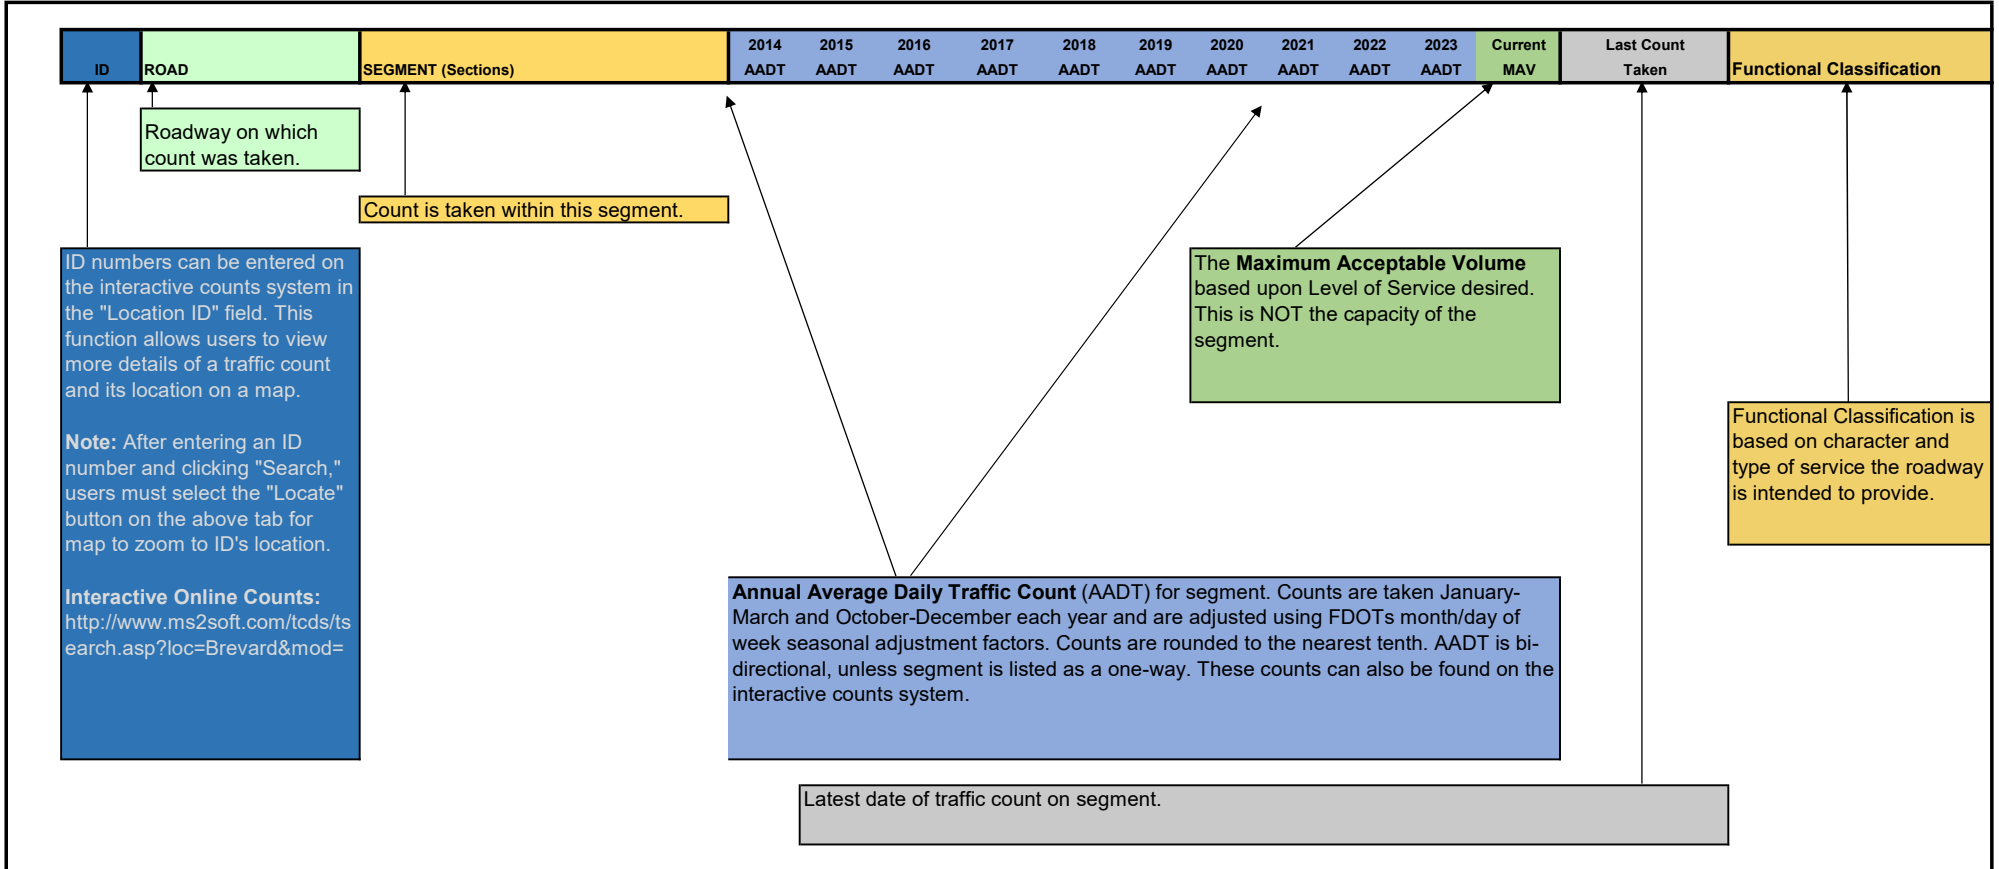 2014 2015 2016 2017 2018 2019 2020 2021 2022 2023 Current Last Count
ID ROAD SEGMENT (Sections) AADT AADT AADT AADT AADT AADT AADT AADT AADT AADT MAV Taken Functional Classification
Roadway on which
count was taken.
Count is taken within this segment.
ID numbers can be entered on
the interactive counts system in
the "Location ID" field. This
function allows users to view
more details of a traffic count
and its location on a map.
Note: After entering an ID
number and clicking "Search,"
users must select the "Locate"
button on the above tab for
map to zoom to ID's location.
Interactive Online Counts:
http://www.ms2soft.com/tcds/ts
earch.asp?loc=Brevard&mod=
The Maximum Acceptable Volume
based upon Level of Service desired.
This is NOT the capacity of the
segment.
Functional Classification is
based on character and
type of service the roadway
is intended to provide.
Annual Average Daily Traffic Count (AADT) for segment. Counts are taken January-
March and October-December each year and are adjusted using FDOTs month/day of
week seasonal adjustment factors. Counts are rounded to the nearest tenth. AADT is bi-
directional, unless segment is listed as a one-way. These counts can also be found on the
interactive counts system.
Latest date of traffic count on segment.